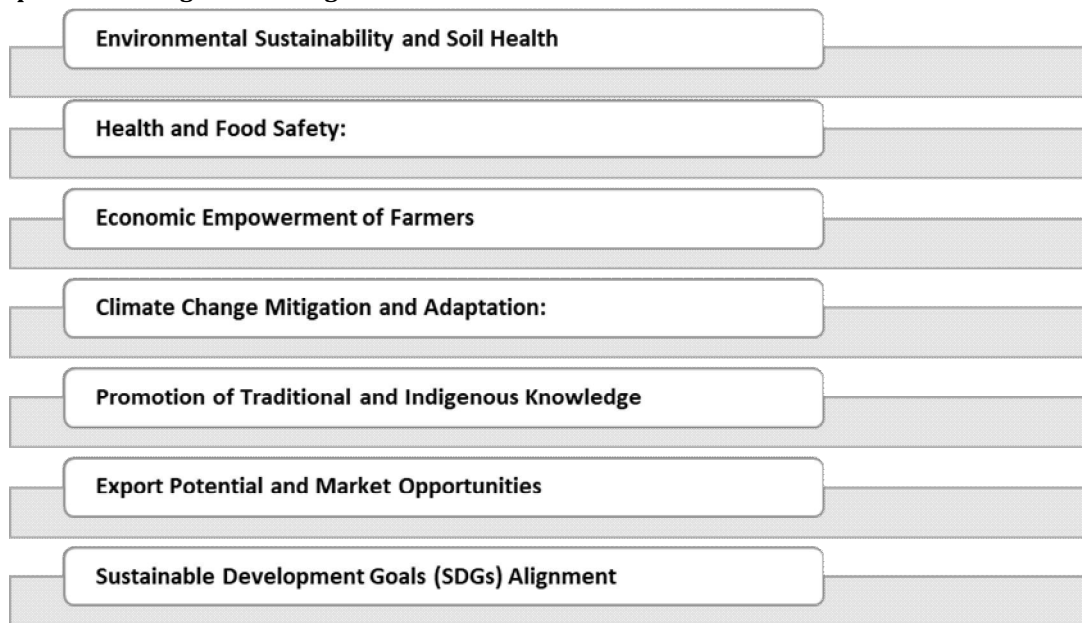 Environmental Sustainability and Soil Health
Health and Food Safety:
Economic Empowerment of Farmers
Climate Change Mitigation and Adaptation:
Promotion of Traditional and Indigenous Knowledge
Export Potential and Market Opportunities
Sustainable Development Goals (SDGs) Alignment